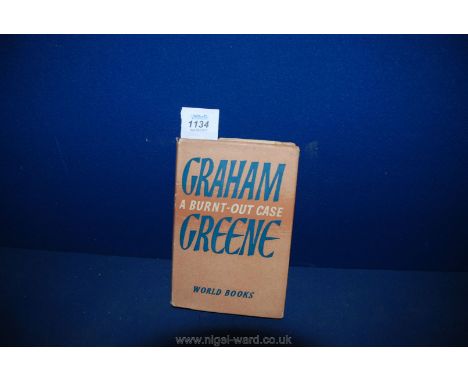 1134
GRAHAM
A BURNT-OUT CASE
GREENE
WORLD BOOKS
www.nigel-ward.co.uk